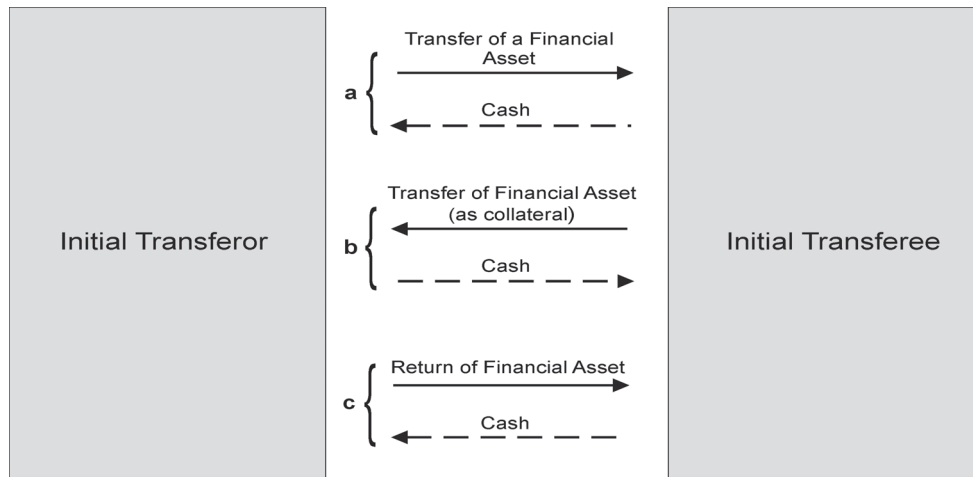 Transfer of a Financial
Asset
a
Cash
Initial Transferor
Transfer of Financial Asset
(as collateral)
b
Cash
Initial Transferee
Return of Financial Asset
c
Cash